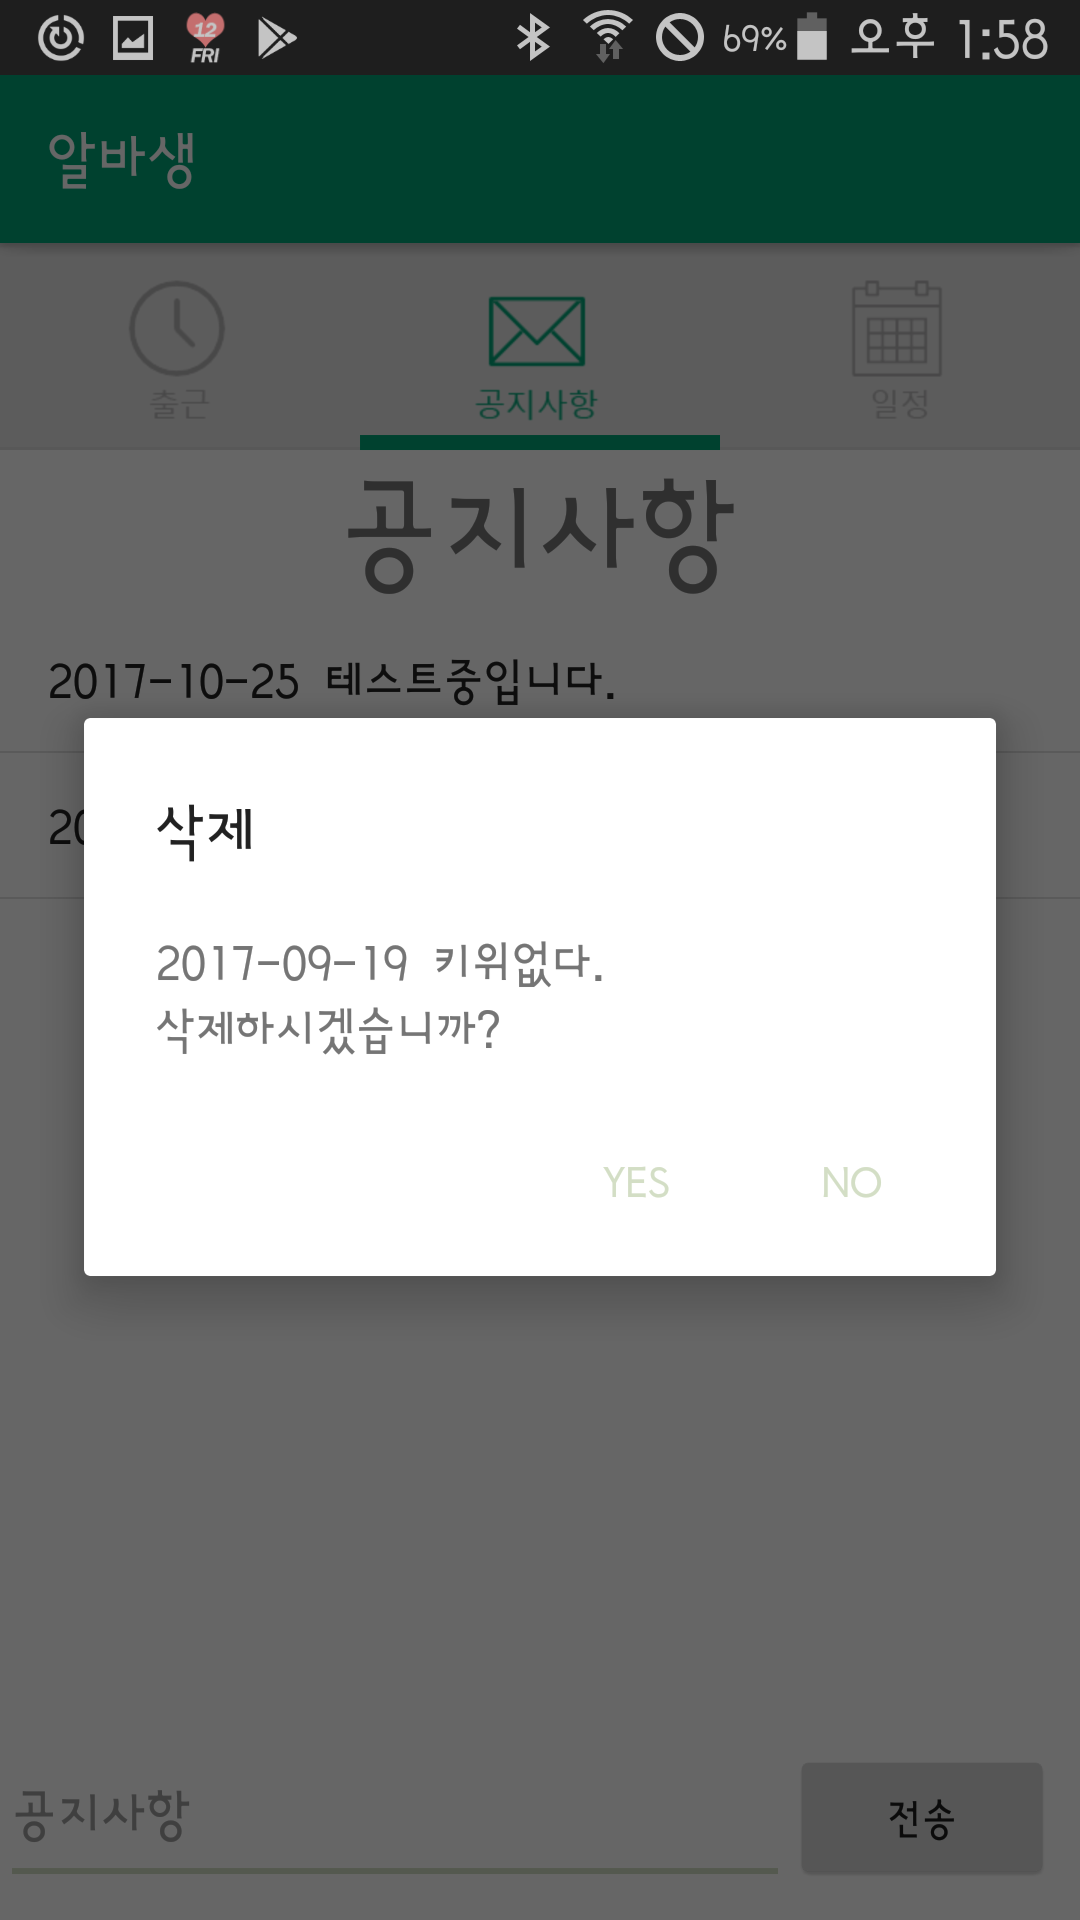 12
FRI
69%
오후 1:58
알바생
출근
공지사항
일정
공지사항
2017-10-25 테스트중입니다.
20
삭제
2017-09-19 키위없다.
삭제하시겠습니까?
YES
NO
공지사항
전송